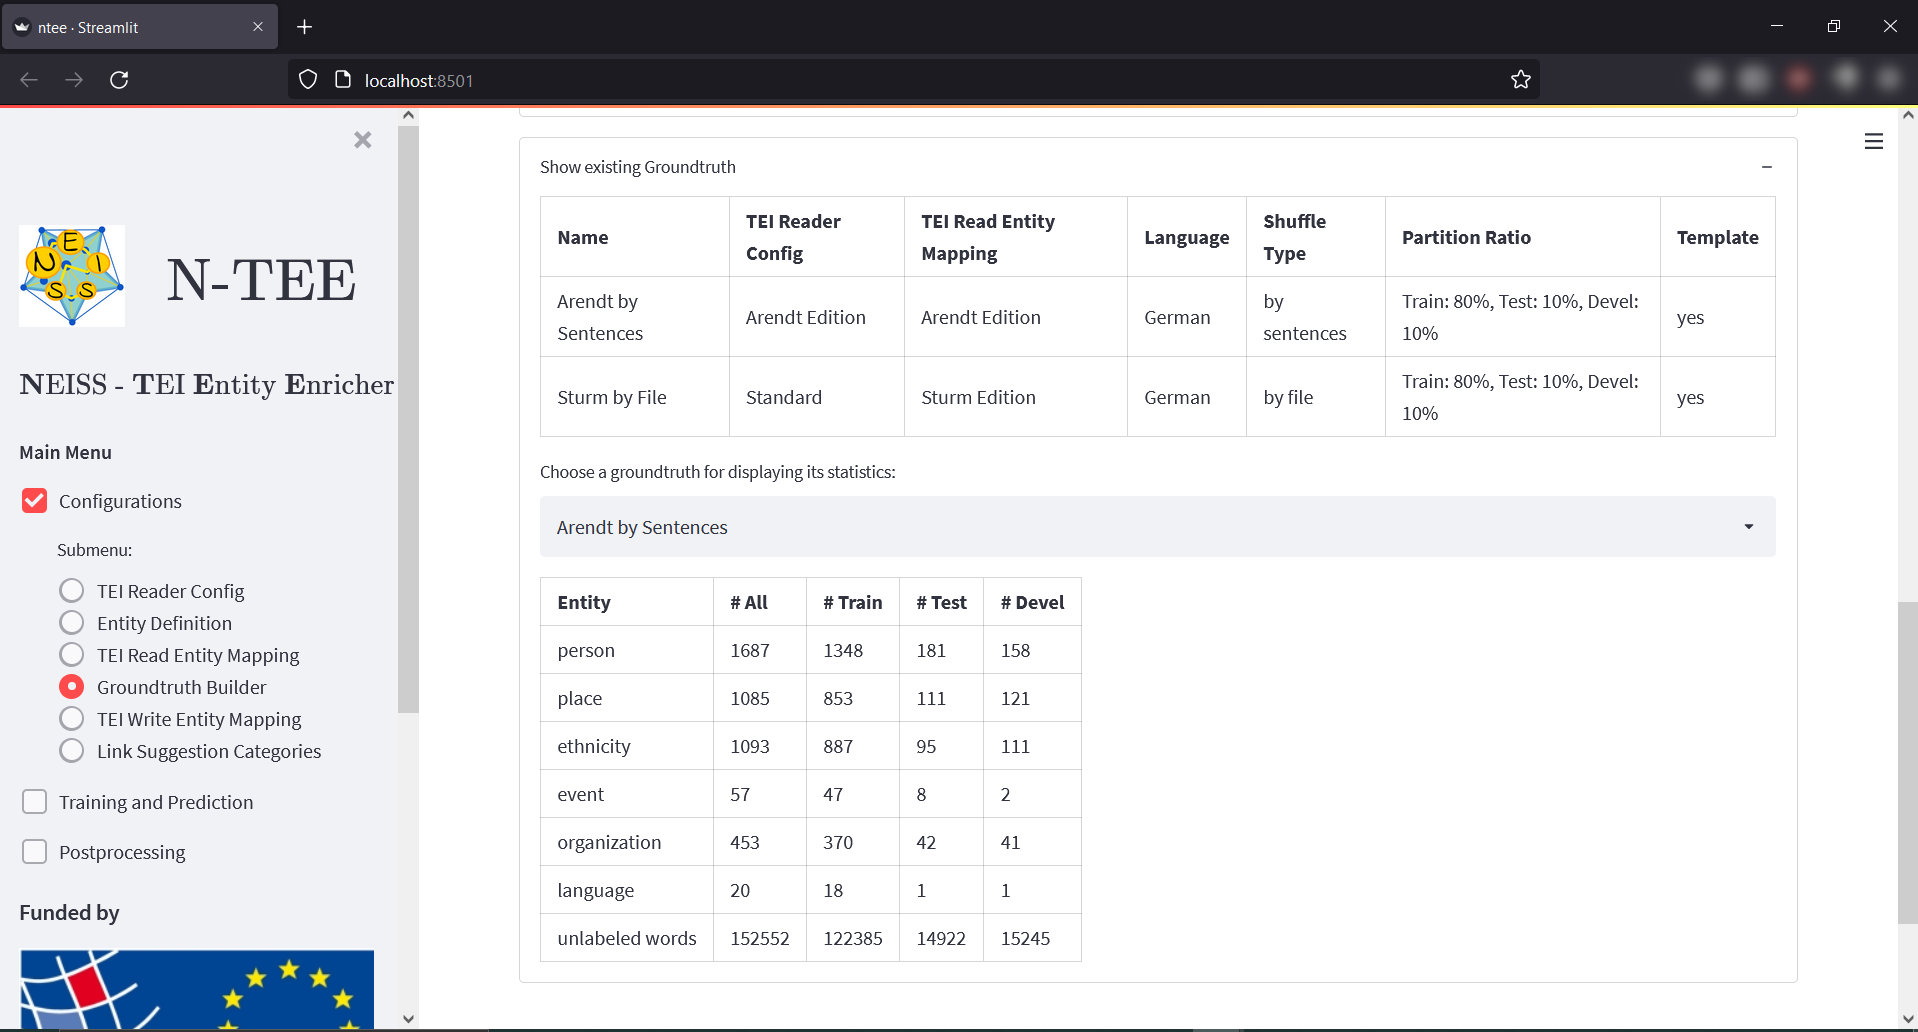 ntee · Streamlit
localhost:8501
N E I S S
N-TEE
NEISS - TEI Entity Enricher
Main Menu
Configurations
Submenu:
TEI Reader Config
Entity Definition
TEI Read Entity Mapping
Groundtruth Builder
TEI Write Entity Mapping
Link Suggestion Categories
Training and Prediction
Postprocessing
Funded by
Show existing Groundtruth
Name TEI Reader Config TEI Read Entity Mapping Language Shuffle Type Partition Ratio Template
Arendt by Sentences Arendt Edition Arendt Edition German by sentences Train: 80%, Test: 10%, Devel: 10% yes
Sturm by File Standard Sturm Edition German by file Train: 80%, Test: 10%, Devel: 10% yes
Choose a groundtruth for displaying its statistics:
Arendt by Sentences
Entity # All # Train # Test # Devel
person 1687 1348 181 158
place 1085 853 111 121
ethnicity 1093 887 95 111
event 57 47 8 2
organization 453 370 42 41
language 20 18 1 1
unlabeled words 152552 122385 14922 15245